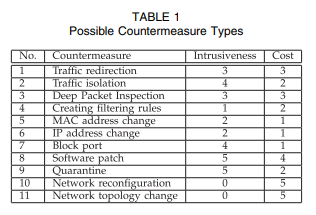 TABLE 1
Possible Countermeasure Types
No. Countermeasure Intrusiveness Cost
1 Traffic redirection 3 3
2 Traffic isolation 4 2
3 Deep Packet Inspection 3 3
4 Creating filtering rules 1 2
5 MAC address change 2 1
6 IP address change 2 1
7 Block port 4 1
8 Software patch 5 4
9 Quarantine 5 2
10 Network reconfiguration 0 5
11 Network topology change 0 5